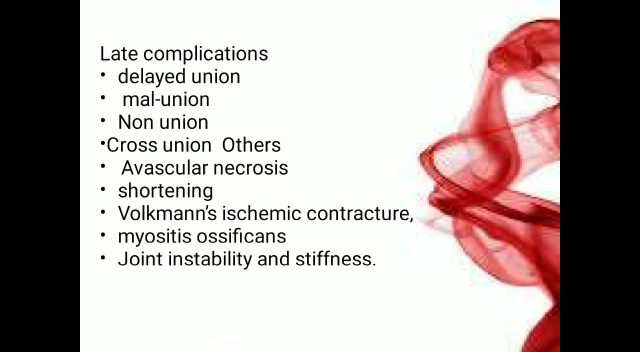 Late complications
• delayed union
• mal-union
• Non union
•Cross union  Others
• Avascular necrosis
• shortening
• Volkmann's ischemic contracture,
• myositis ossificans
• Joint instability and stiffness.